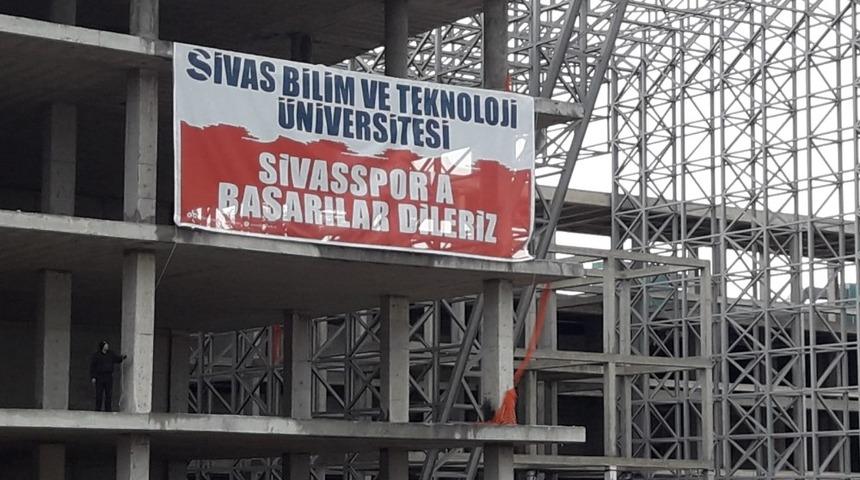 SİVAS BİLİM VE TEKNOLOJİ
ÜNİVERSİTESİ
SİVASSPOR'A
BAŞARILAR DİLERİZ